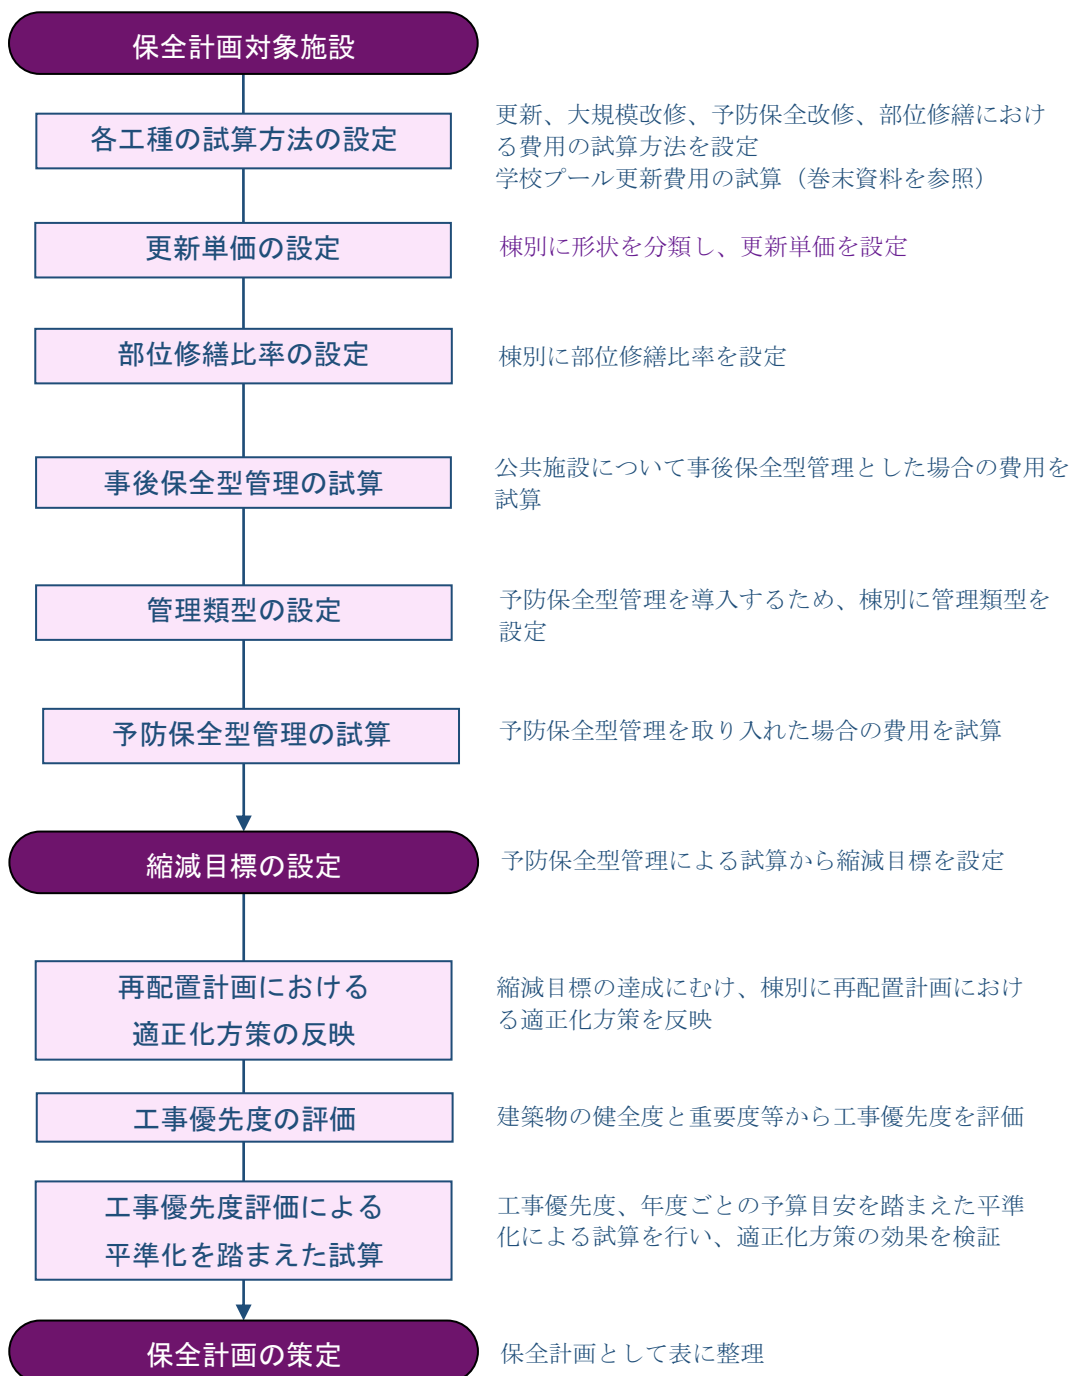 保全計画対象施設
各工種の試算方法の設定
更新、大規模改修、予防保全改修、部位修繕におけ
る費用の試算方法を設定
学校プール更新費用の試算（巻末資料を参照）
更新単価の設定
棟別に形状を分類し、更新単価を設定
部位修繕比率の設定
棟別に部位修繕比率を設定
事後保全型管理の試算
公共施設について事後保全型管理とした場合の費用を
試算
管理類型の設定
予防保全型管理を導入するため、棟別に管理類型を
設定
予防保全型管理の試算
予防保全型管理を取り入れた場合の費用を試算
縮減目標の設定
予防保全型管理による試算から縮減目標を設定
再配置計画における
適正化方策の反映
縮減目標の達成にむけ、棟別に再配置計画におけ
る適正化方策を反映
工事優先度の評価
建築物の健全度と重要度等から工事優先度を評価
工事優先度評価による
平準化を踏まえた試算
工事優先度、年度ごとの予算目安を踏まえた平準
化による試算を行い、適正化方策の効果を検証
保全計画の策定
保全計画として表に整理